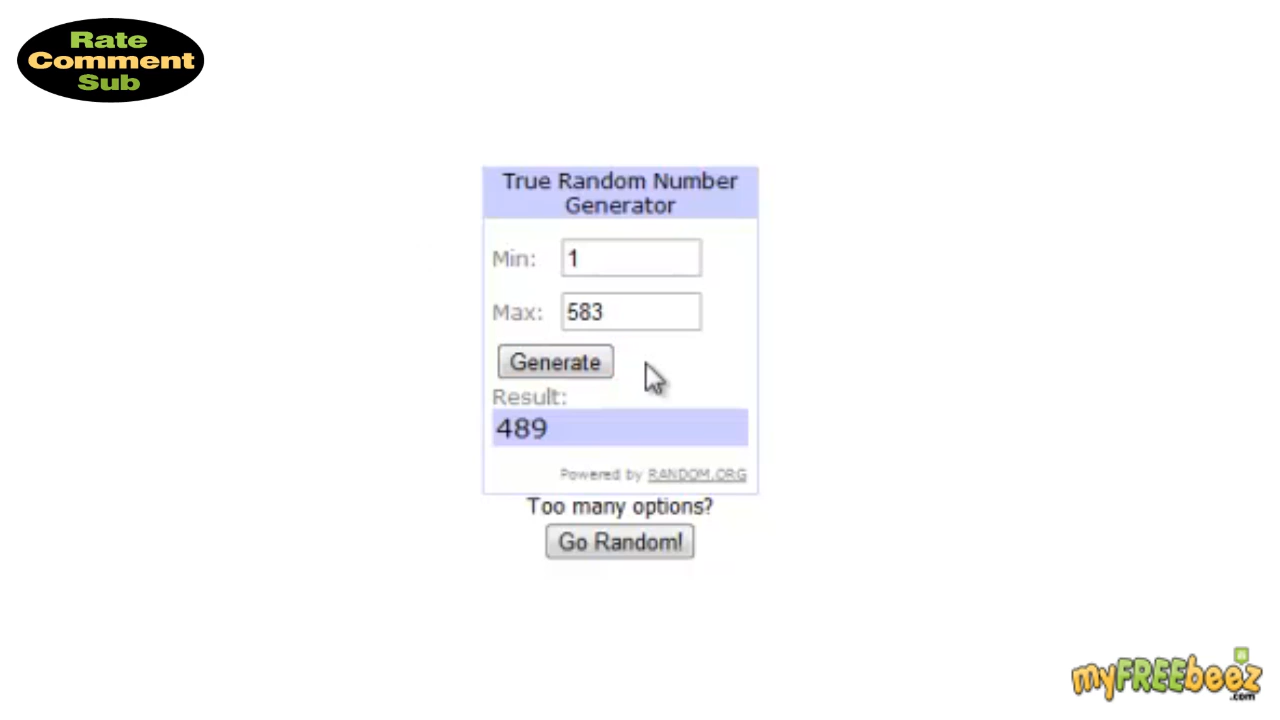 Rate
Comment
Sub
True Random Number
Generator
Min: 1
Max: 583
Generate
Result:
489
Powered by RANDOM.ORG
Too many options?
Go Random!
myFREEbeez
.com